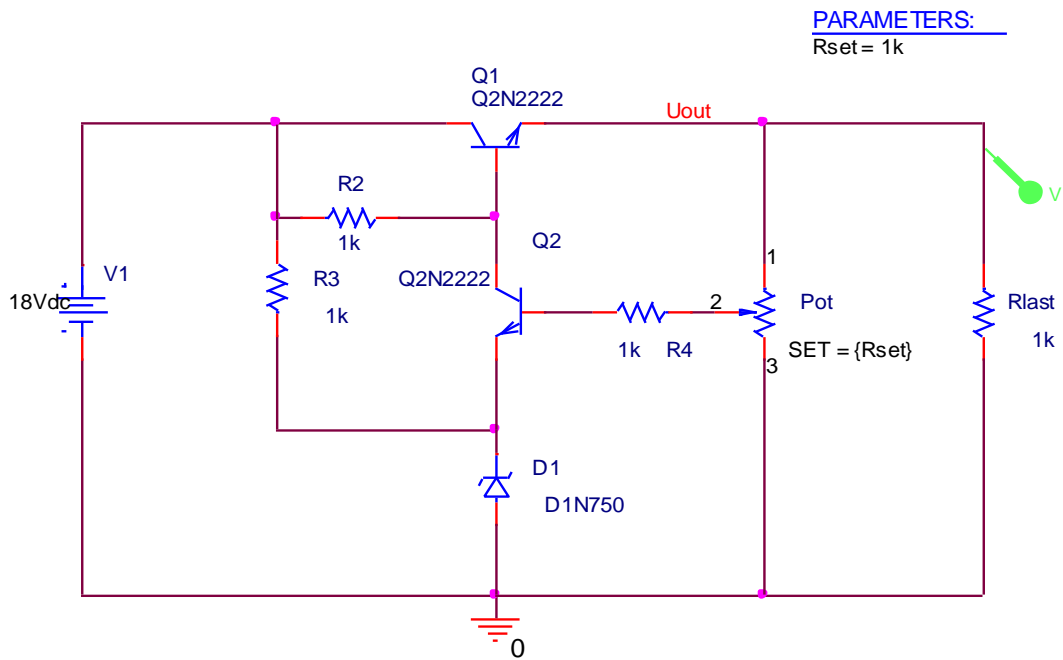 PARAMETERS:
Rset = 1k
Q1
Q2N2222
Uout
R2
1k
Q2
V1
R3
Q2N2222
1
V
18Vdc
1k
2
Pot
Rlast
1k
R4
1k
SET = {Rset}
3
D1
D1N750
0